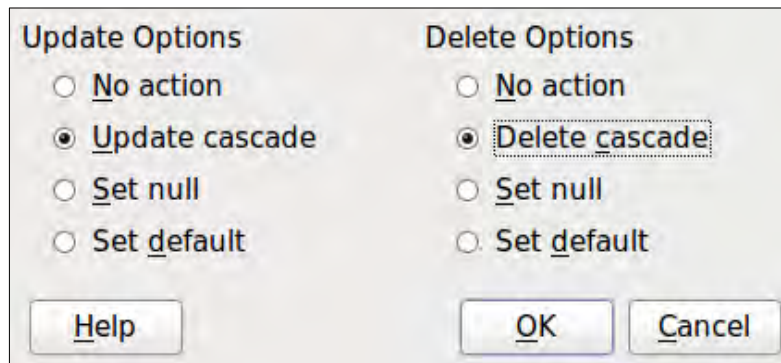 Update Options
No action
Update cascade
Set null
Set default
Delete Options
No action
Delete cascade
Set null
Set default
Help
OK
Cancel